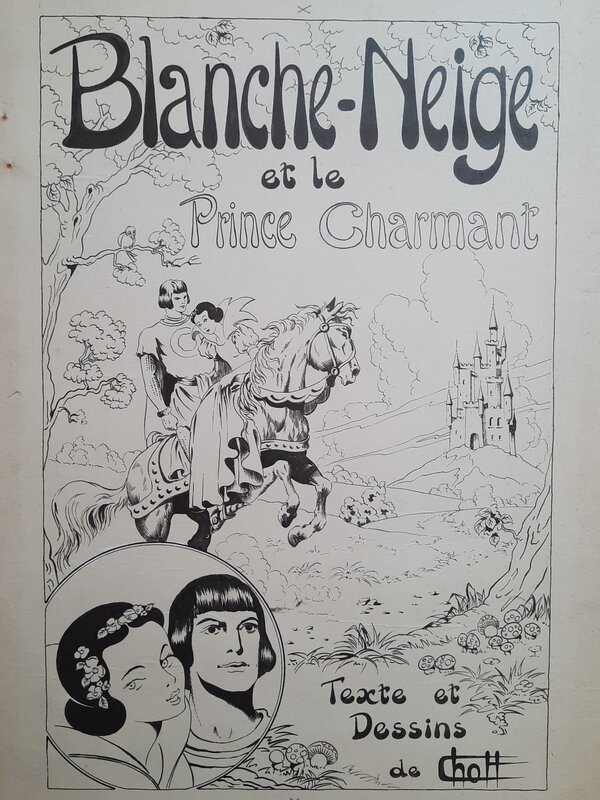 Blanche-Neige
et le
Prince Charmant
Texte et
Dessins
de Chott